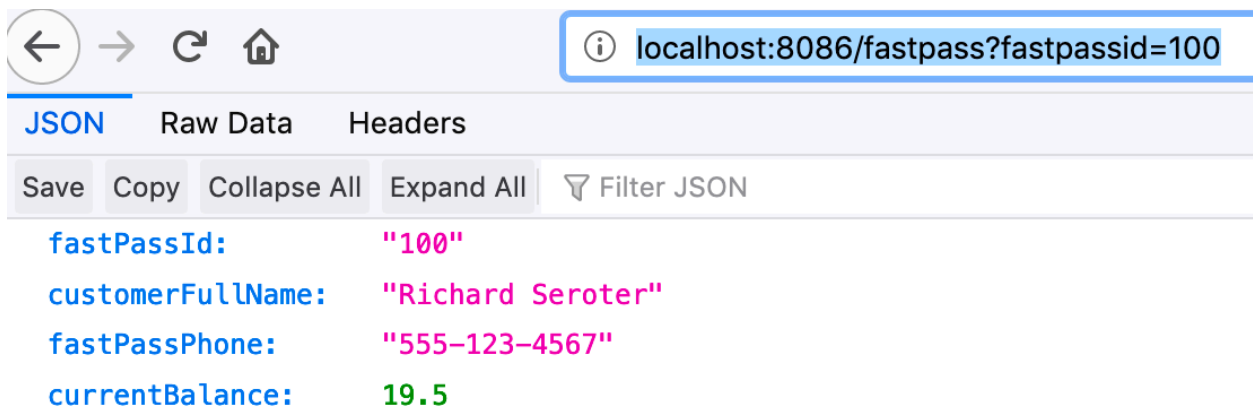 localhost:8086/fastpass?fastpassid=100
JSON Raw Data Headers
Save Copy Collapse All Expand All Filter JSON
fastPassId: "100"
customerFullName: "Richard Seroter"
fastPassPhone: "555-123-4567"
currentBalance: 19.5